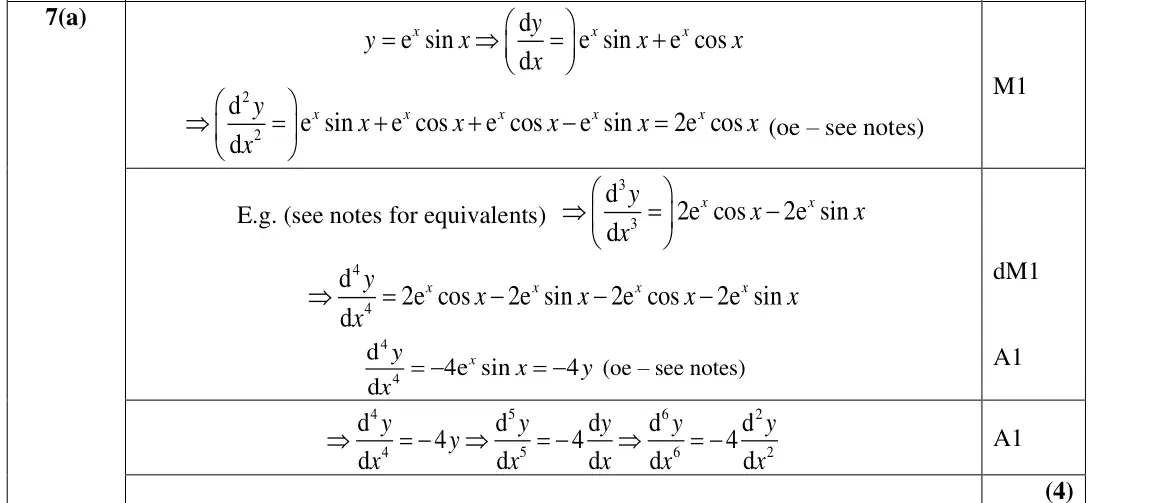 7(a)
y = e^x sin x ⇒ (dy/dx =) e^x sin x + e^x cos x
⇒ (d²y/dx² =) e^x sin x + e^x cos x + e^x cos x − e^x sin x = 2e^x cos x (oe – see notes)
M1
E.g. (see notes for equivalents) ⇒ (d³y/dx³ =) 2e^x cos x − 2e^x sin x
⇒ d⁴y/dx⁴ = 2e^x cos x − 2e^x sin x − 2e^x cos x − 2e^x sin x
dM1
d⁴y/dx⁴ = −4e^x sin x = −4y (oe – see notes)
A1
⇒ d⁴y/dx⁴ = −4y ⇒ d⁵y/dx⁵ = −4 dy/dx ⇒ d⁶y/dx⁶ = −4 d²y/dx²
A1
(4)